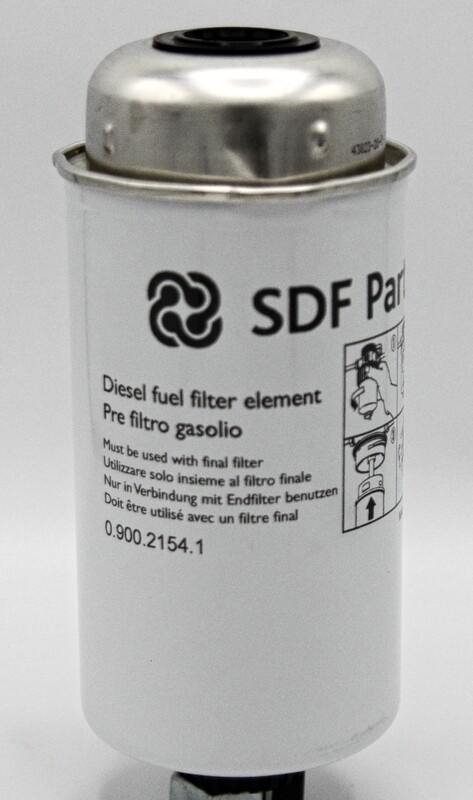 SDF Part
Diesel fuel filter element
Pre filtro gasolio
Must be used with final filter
Utilizzare solo insieme al filtro finale
Nur in Verbindung mit Endfilter benutzen
Doit être utilisé avec un filtre final
0.900.2154.1